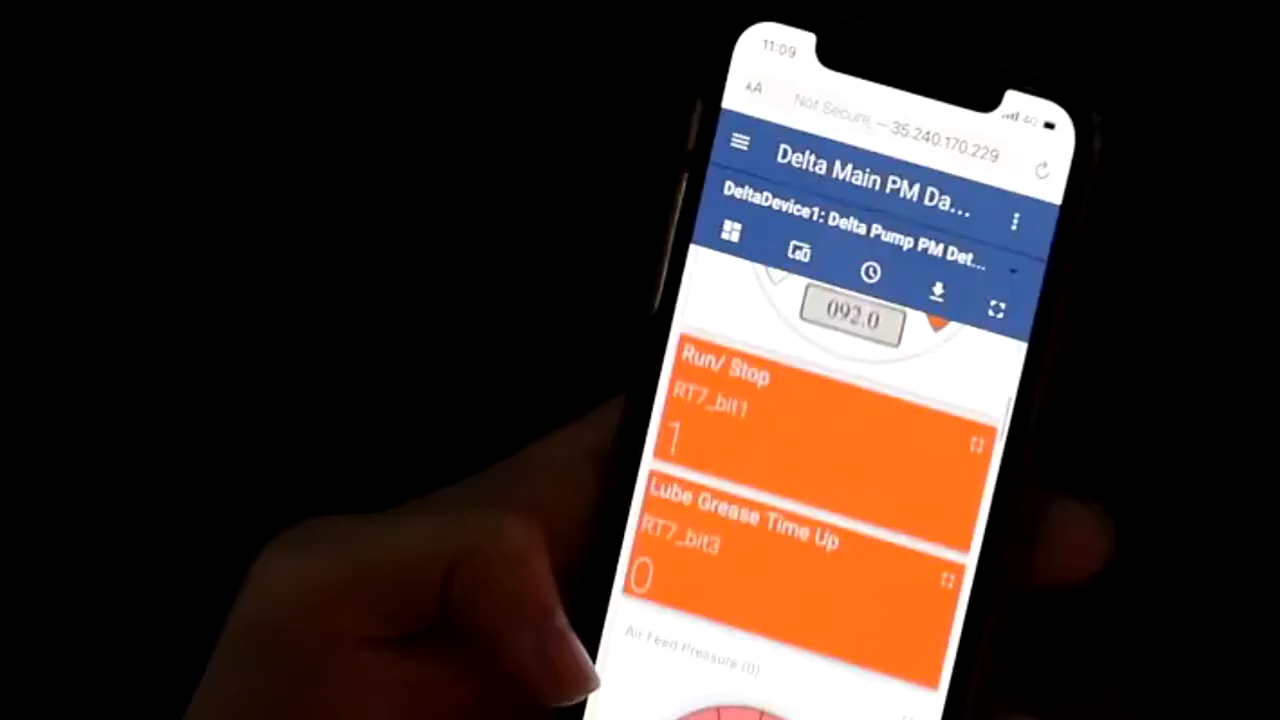 11:09
4G
AA
Not Secure — 35.240.170.229
Delta Main PM Da...
DeltaDevice1: Delta Pump PM Det...
092.0
Run/ Stop
RT7_bit1
1
Lube Grease Time Up
RT7_bit3
0
Air Feed Pressure (0)